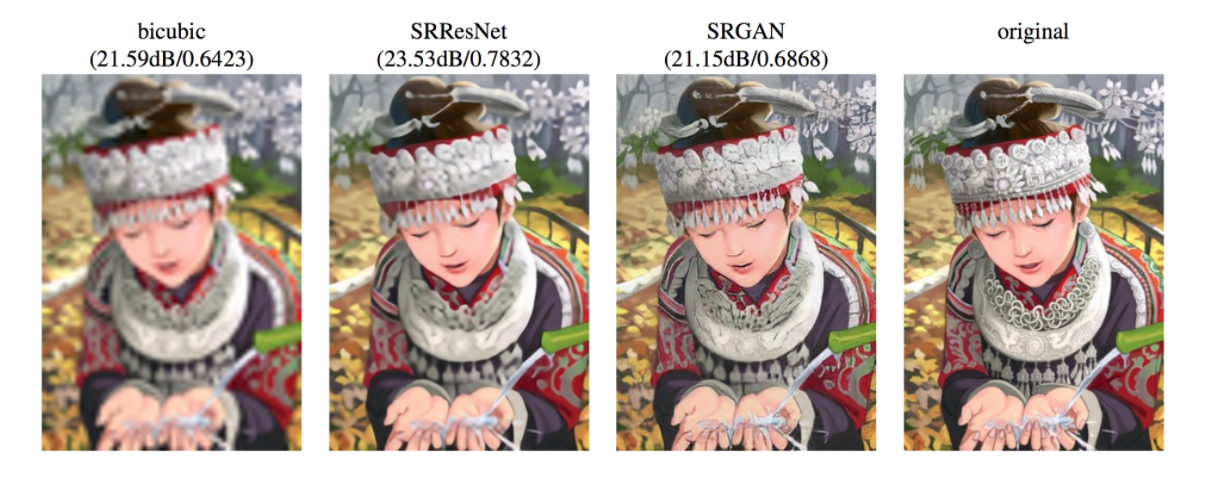 bicubic
(21.59dB/0.6423)
SRResNet
(23.53dB/0.7832)
SRGAN
(21.15dB/0.6868)
original